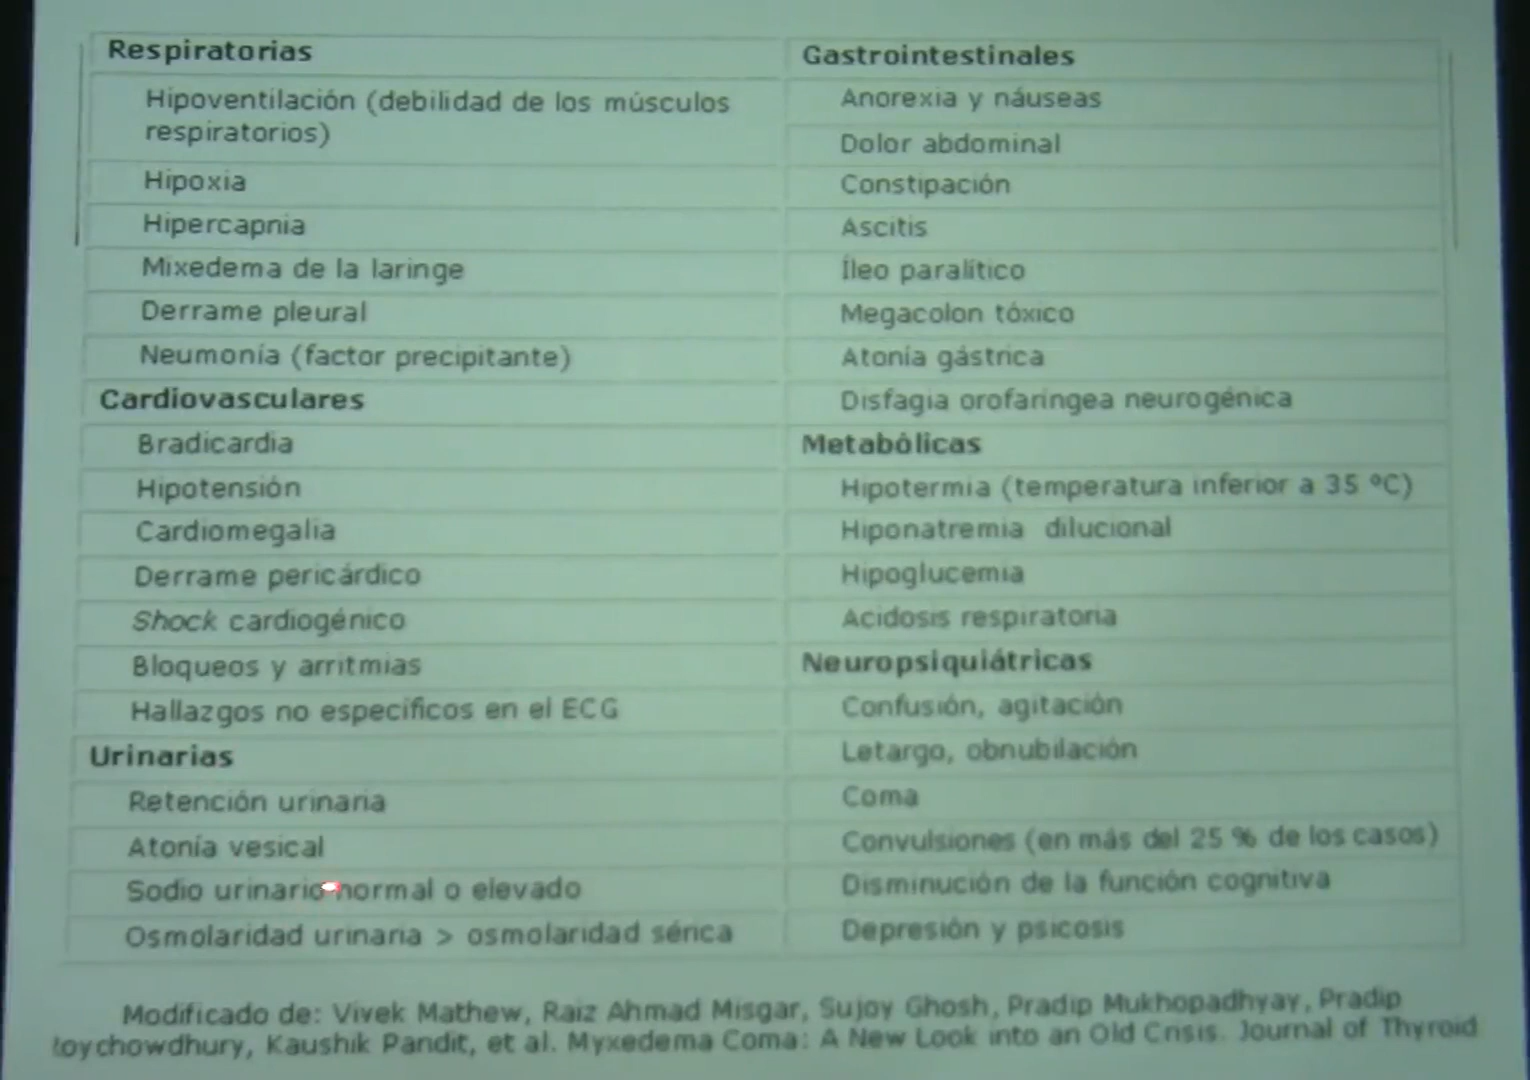 Respiratorias
Hipoventilación (debilidad de los músculos
respiratorios)
Hipoxia
Hipercapnia
Mixedema de la laringe
Derrame pleural
Neumonía (factor precipitante)
Cardiovasculares
Bradicardia
Hipotensión
Cardiomegalia
Derrame pericárdico
Shock cardiogénico
Bloqueos y arritmias
Hallazgos no específicos en el ECG
Urinarias
Retención urinaria
Atonía vesical
Sodio urinario normal o elevado
Osmolaridad urinaria > osmolaridad sérica
Gastrointestinales
Anorexia y náuseas
Dolor abdominal
Constipación
Ascitis
Íleo paralítico
Megacolon tóxico
Atonía gástrica
Disfagia orofaríngea neurogénica
Metabólicas
Hipotermia (temperatura inferior a 35 ºC)
Hiponatremia dilucional
Hipoglucemia
Acidosis respiratoria
Neuropsiquiátricas
Confusión, agitación
Letargo, obnubilación
Coma
Convulsiones (en más del 25 % de los casos)
Disminución de la función cognitiva
Depresión y psicosis
Modificado de: Vivek Mathew, Raiz Ahmad Misgar, Sujoy Ghosh, Pradip Mukhopadhyay, Pradip
oychowdhury, Kaushik Pandit, et al. Myxedema Coma: A New Look into an Old Crisis. Journal of Thyroid